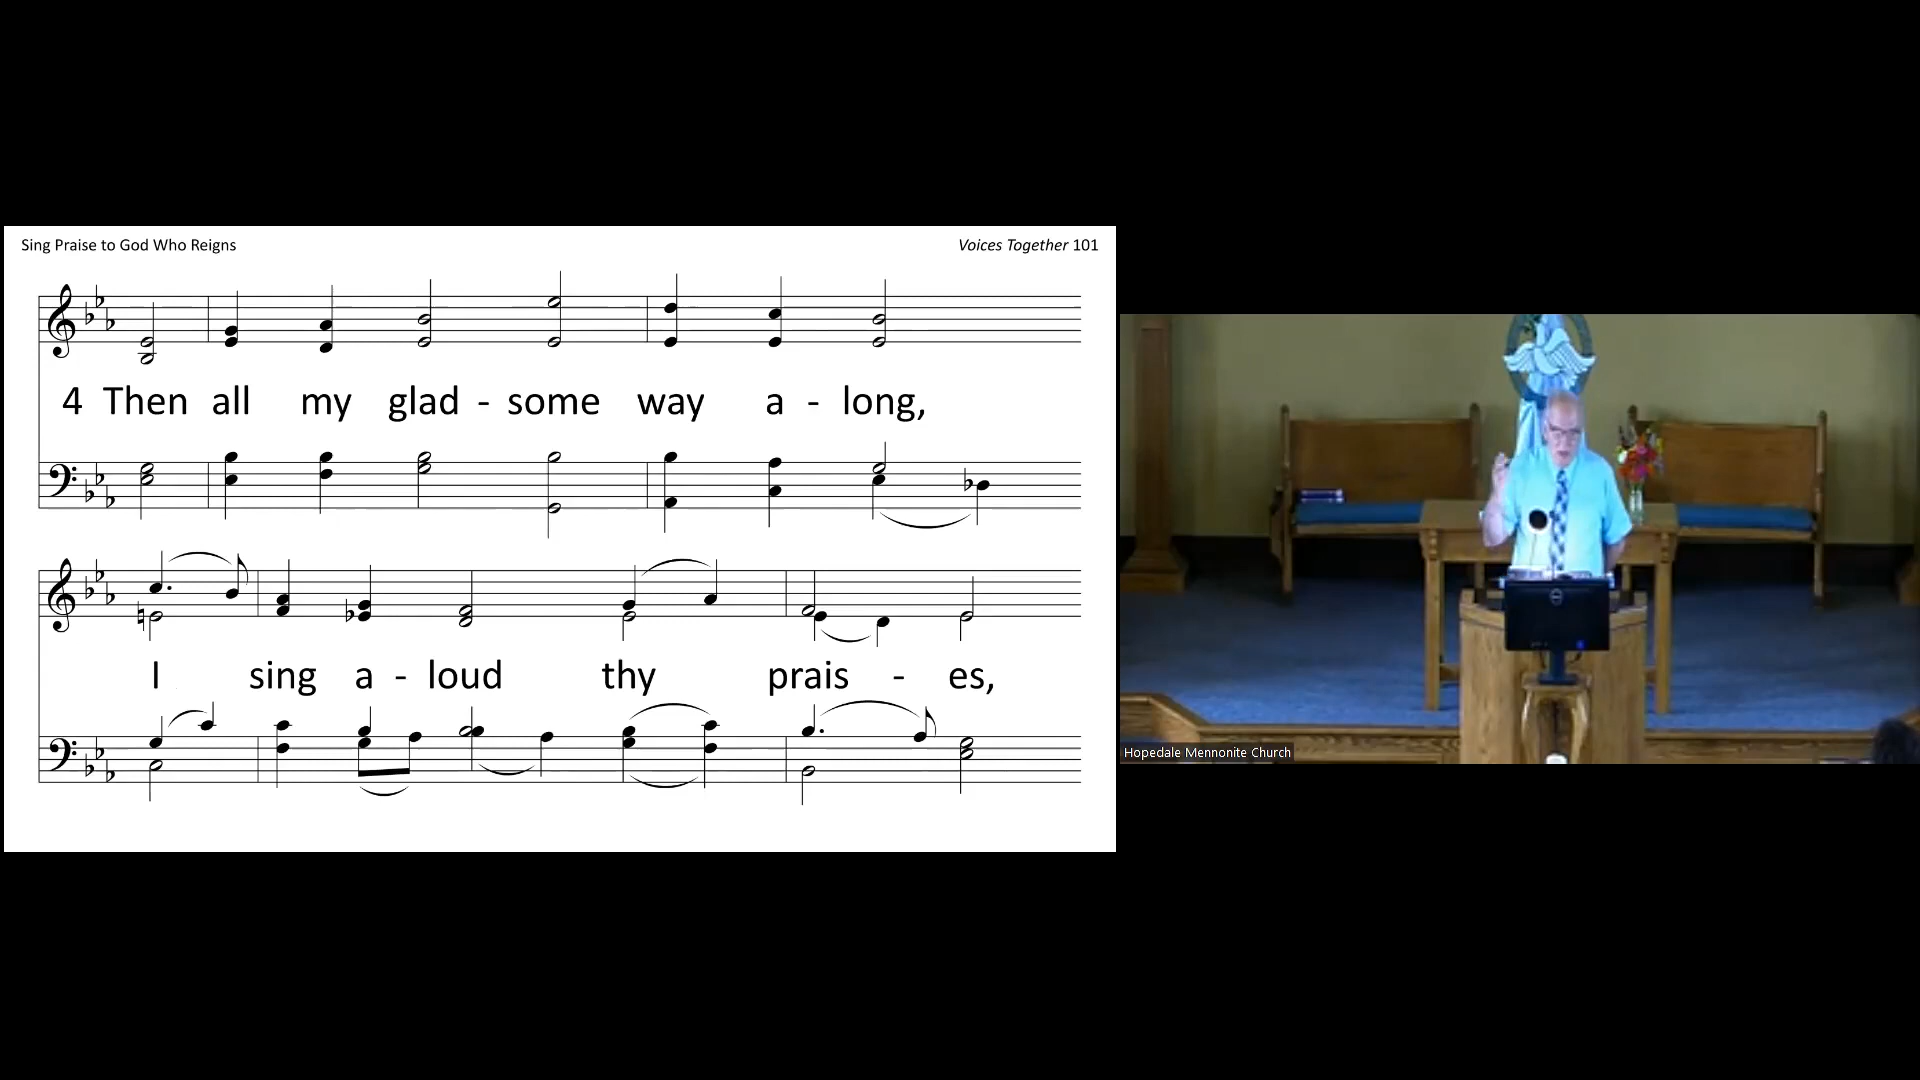 Sing Praise to God Who Reigns
Voices Together 101
4 Then all my glad - some way a - long,
I sing a - loud thy prais - es,
Hopedale Mennonite Church